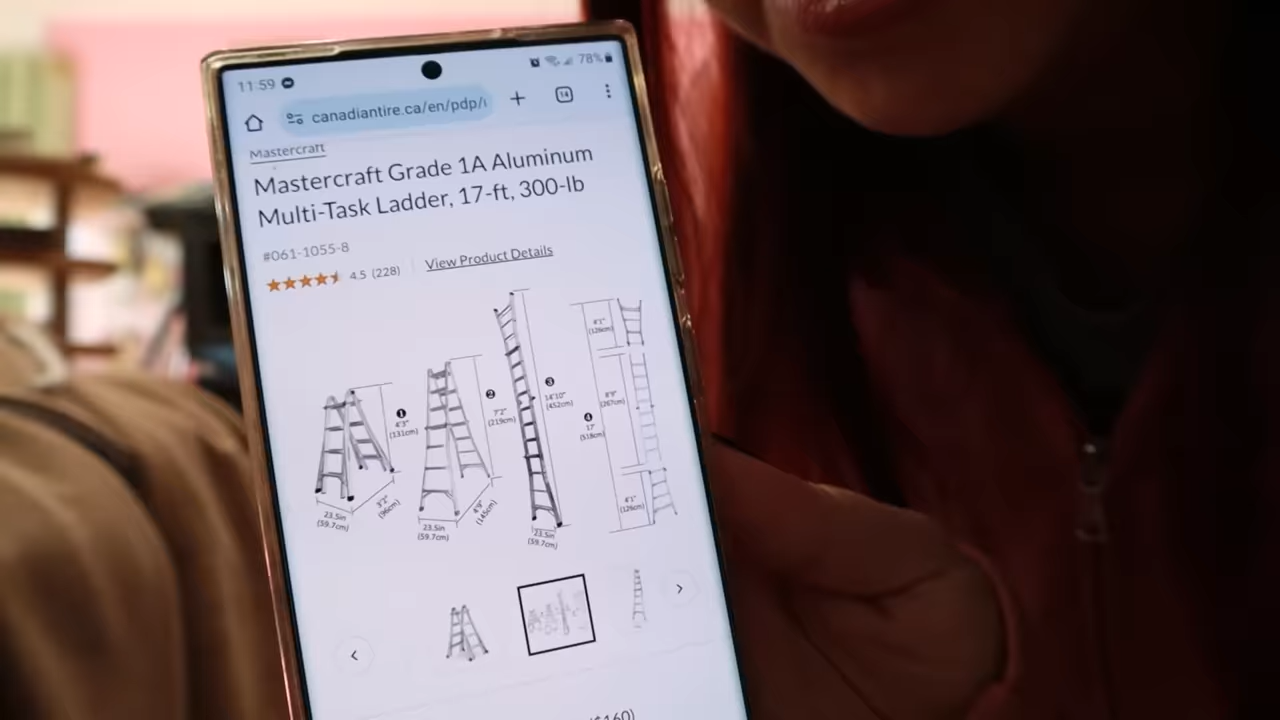 11:59
78%
canadiantire.ca/en/pdp/
14
Mastercraft
Mastercraft Grade 1A Aluminum
Multi-Task Ladder, 17-ft, 300-lb
#061-1055-8
4.5 (228)
View Product Details
1
4'3"
(131cm)
23.5in
(59.7cm)
3'2"
(96cm)
2
7'2"
(219cm)
23.5in
(59.7cm)
4'9"
(145cm)
3
14'10"
(452cm)
23.5in
(59.7cm)
4
17'
(518cm)
4'1"
(126cm)
8'9"
(267cm)
4'1"
(126cm)